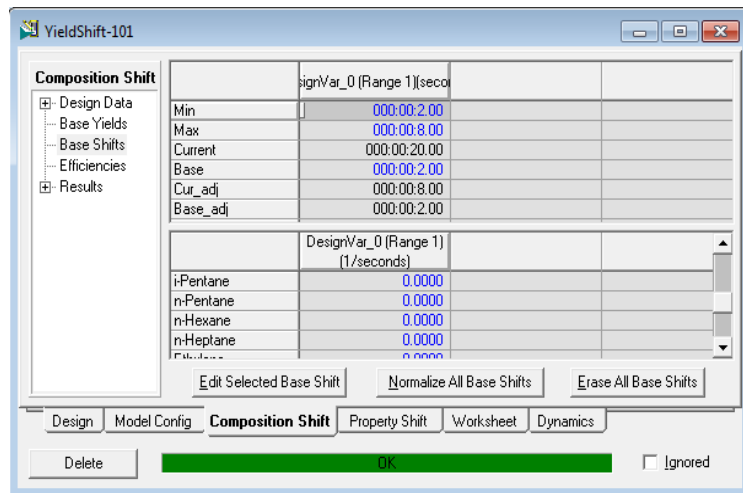 YieldShift-101
Composition Shift
Design Data
Base Yields
Base Shifts
Efficiencies
Results
signVar_0 (Range 1)(secon
Min 000:00:2.00
Max 000:00:8.00
Current 000:00:20.00
Base 000:00:2.00
Cur_adj 000:00:8.00
Base_adj 000:00:2.00
DesignVar_0 (Range 1)
(1/seconds)
i-Pentane 0.0000
n-Pentane 0.0000
n-Hexane 0.0000
n-Heptane 0.0000
Ethylene 0.0000
Edit Selected Base Shift Normalize All Base Shifts Erase All Base Shifts
Design Model Config Composition Shift Property Shift Worksheet Dynamics
Delete OK Ignored